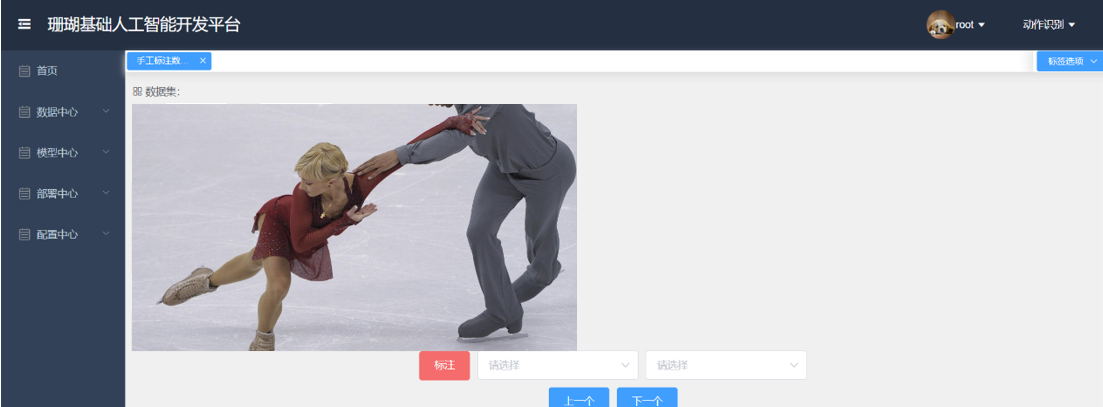 珊瑚基础人工智能开发平台
root
动作识别
首页
数据中心
模型中心
部署中心
配置中心
手工标注数...
标签选项
数据集:
标注
请选择
请选择
上一个
下一个